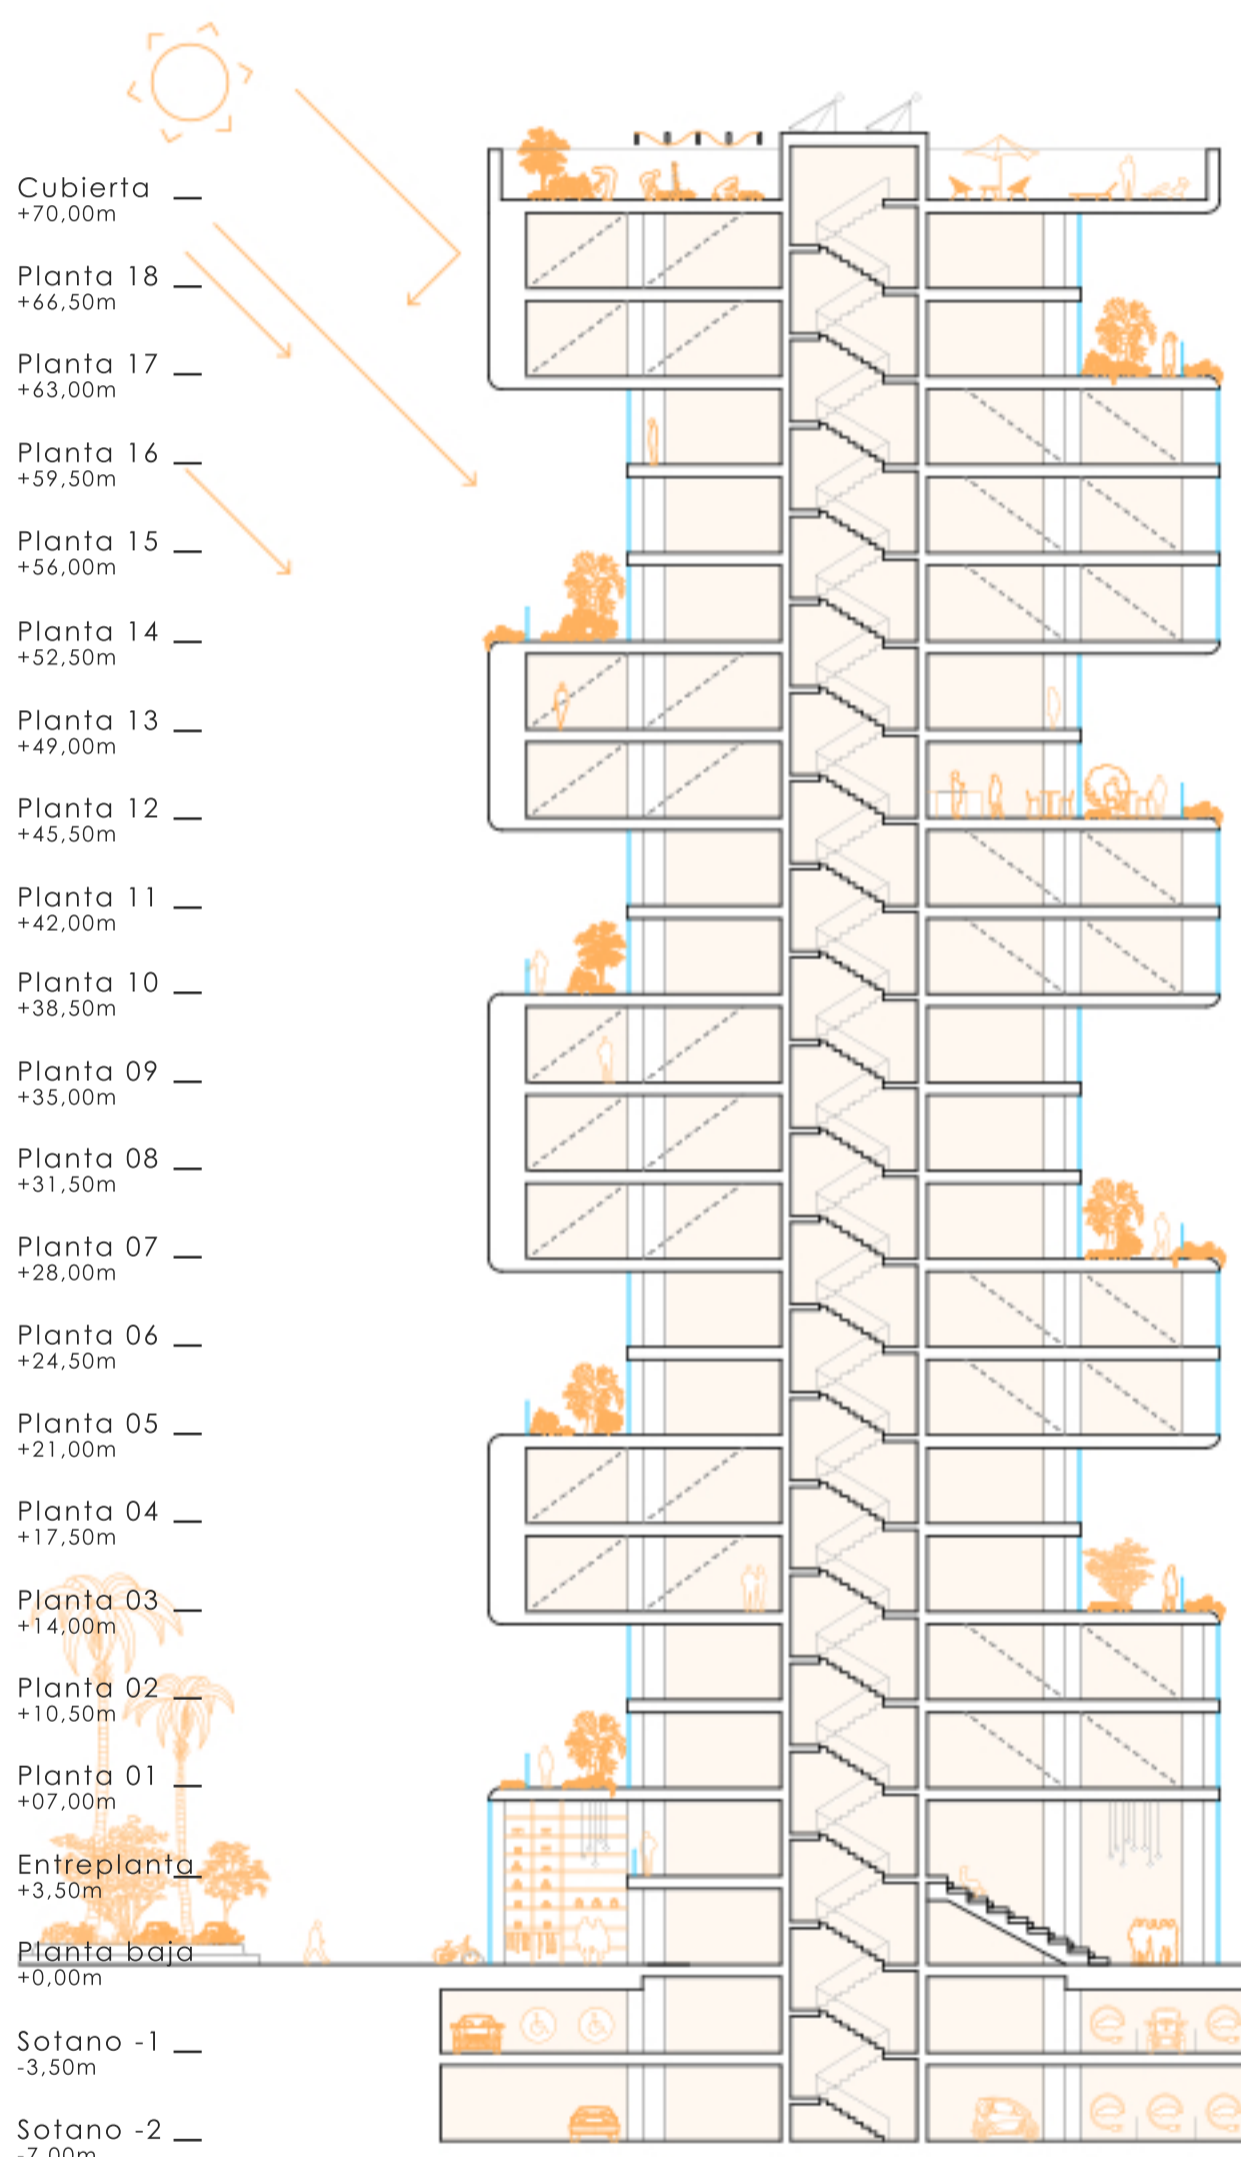 Cubierta
+70,00m
Planta 18
+66,50m
Planta 17
+63,00m
Planta 16
+59,50m
Planta 15
+56,00m
Planta 14
+52,50m
Planta 13
+49,00m
Planta 12
+45,50m
Planta 11
+42,00m
Planta 10
+38,50m
Planta 09
+35,00m
Planta 08
+31,50m
Planta 07
+28,00m
Planta 06
+24,50m
Planta 05
+21,00m
Planta 04
+17,50m
Planta 03
+14,00m
Planta 02
+10,50m
Planta 01
+07,00m
Entreplanta
+3,50m
Planta baja
+0,00m
Sotano -1
-3,50m
Sotano -2
-7,00m